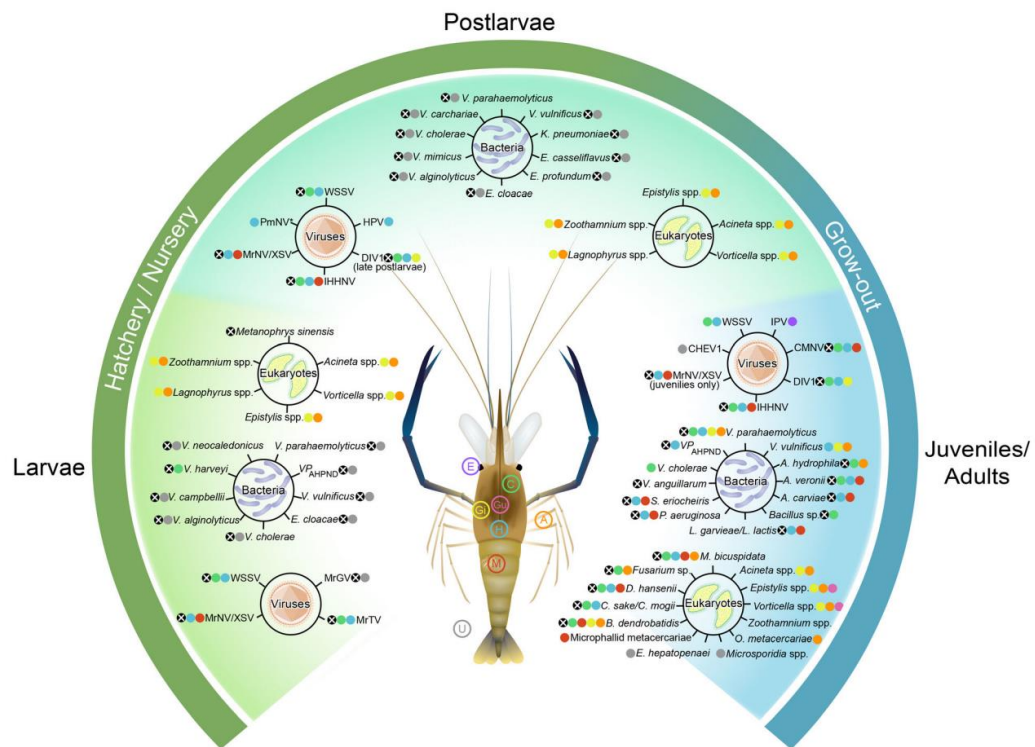 Postlarvae
Hatchery / Nursery
Grow-out
Larvae
Juveniles/
Adults
V. parahaemolyticus
V. carchariae
V. vulnificus
V. cholerae
K. pneumoniae
Bacteria
V. mimicus
E. casseliflavus
V. alginolyticus
E. profundum
E. cloacae
WSSV
PmNV*
HPV
Viruses
MrNV/XSV
DIV1
(late postlarvae)
IHHNV
Epistylis spp.
Zoothamnium spp.
Acineta spp.
Eukaryotes
Lagnophyrus spp.
Vorticella spp.
Metanophrys sinensis
Zoothamnium spp.
Acineta spp.
Eukaryotes
Lagnophyrus spp.
Vorticella spp.
Epistylis spp.
V. neocaledonicus
V. parahaemolyticus
V. harveyi
VP AHPND
Bacteria
V. campbellii
V. vulnificus
V. alginolyticus
E. cloacae
V. cholerae
WSSV
MrGV
Viruses
MrNV/XSV
MrTV
E
C
Gi
Gu
A
H
M
U
WSSV
IPV
CHEV1
CMNV
Viruses
MrNV/XSV
(juvenilies only)
DIV1
IHHNV
V. parahaemolyticus
VP AHPND
V. vulnificus
V. cholerae
A. hydrophila
V. anguillarum
Bacteria
A. veronii
S. eriocheiris
A. carviae
P. aeruginosa
Bacillus sp.
L. garvieae/L. lactis
M. bicuspidata
Fusarium sp.
Acineta spp.
D. hansenii
Epistylis spp.
Eukaryotes
C. sake/C. mogii
Vorticella spp.
B. dendrobatidis
Zoothamnium spp.
Microphallid metacercariae
O. metacercariae
E. hepatopenaei
Microsporidia spp.